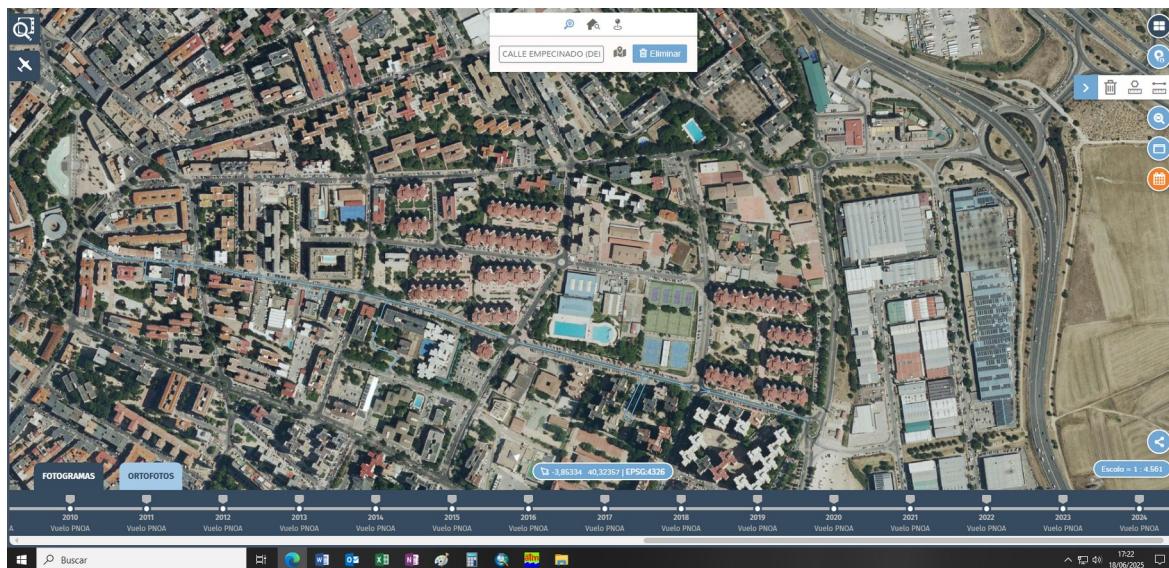 CALLE EMPECINADO (DEL
Eliminar
-3,85334 40,32357 | EPSG:4326
Escala = 1 : 4.561
FOTOGRAMAS
ORTOFOTOS
2010 2011 2012 2013 2014 2015 2016 2017 2018 2019 2020 2021 2022 2023 2024
A Vuelo PNOA Vuelo PNOA Vuelo PNOA Vuelo PNOA Vuelo PNOA Vuelo PNOA Vuelo PNOA Vuelo PNOA Vuelo PNOA Vuelo PNOA Vuelo PNOA Vuelo PNOA Vuelo PNOA Vuelo PNOA Vuelo PNOA
Buscar
17:22
18/06/2025